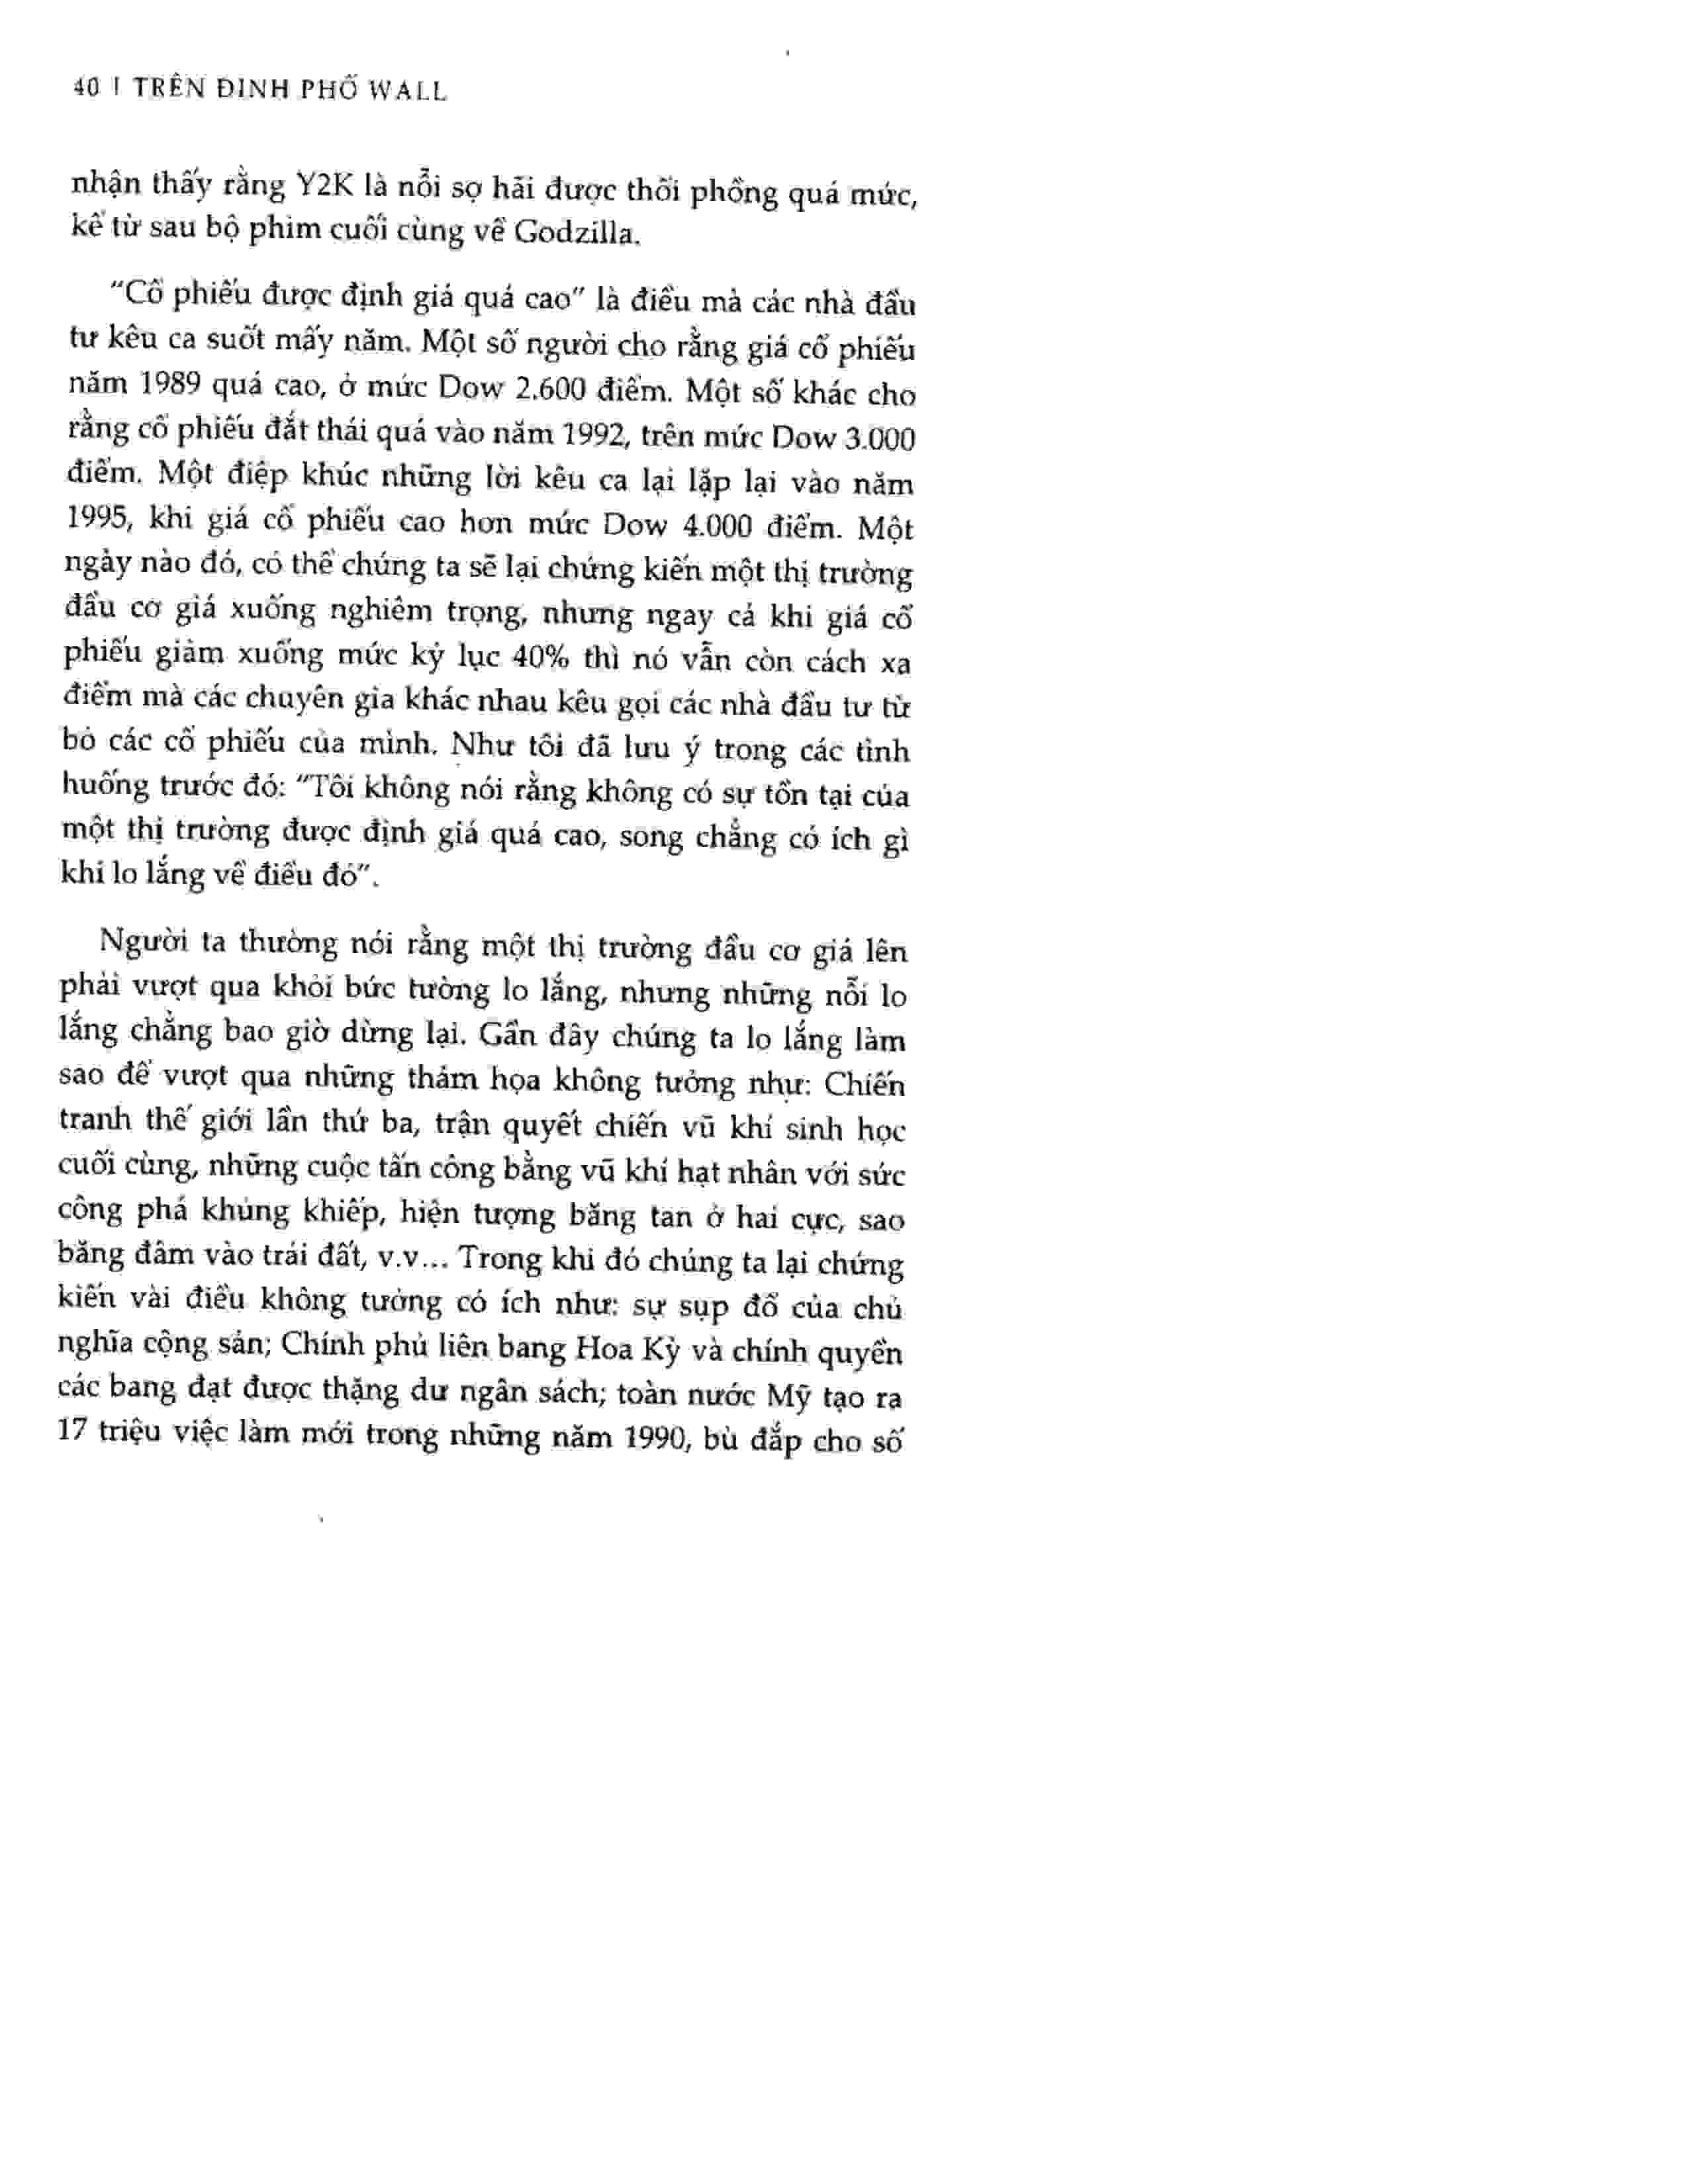 40 | TRÊN ĐỈNH PHỐ WALL
nhận thấy rằng Y2K là nỗi sợ hãi được thổi phồng quá mức,
kể từ sau bộ phim cuối cùng về Godzilla.
“Cổ phiếu được định giá quá cao” là điều mà các nhà đầu
tư kêu ca suốt mấy năm. Một số người cho rằng giá cổ phiếu
năm 1989 quá cao, ở mức Dow 2.600 điểm. Một số khác cho
rằng cổ phiếu đắt thái quá vào năm 1992, trên mức Dow 3.000
điểm. Một điệp khúc những lời kêu ca lại lặp lại vào năm
1995, khi giá cổ phiếu cao hơn mức Dow 4.000 điểm. Một
ngày nào đó, có thể chúng ta sẽ lại chứng kiến một thị trường
đầu cơ giá xuống nghiêm trọng, nhưng ngay cả khi giá cổ
phiếu giảm xuống mức kỷ lục 40% thì nó vẫn còn cách xa
điểm mà các chuyên gia khác nhau kêu gọi các nhà đầu tư từ
bỏ các cổ phiếu của mình. Như tôi đã lưu ý trong các tình
huống trước đó: “Tôi không nói rằng không có sự tồn tại của
một thị trường được định giá quá cao, song chẳng có ích gì
khi lo lắng về điều đó”.
Người ta thường nói rằng một thị trường đầu cơ giá lên
phải vượt qua khỏi bức tường lo lắng, nhưng những nỗi lo
lắng chẳng bao giờ dừng lại. Gần đây chúng ta lo lắng làm
sao để vượt qua những thảm họa không tưởng như: Chiến
tranh thế giới lần thứ ba, trận quyết chiến vũ khí sinh học
cuối cùng, những cuộc tấn công bằng vũ khí hạt nhân với sức
công phá khủng khiếp, hiện tượng băng tan ở hai cực, sao
băng đâm vào trái đất, v.v... Trong khi đó chúng ta lại chứng
kiến vài điều không tưởng có ích như: sự sụp đổ của chủ
nghĩa cộng sản; Chính phủ liên bang Hoa Kỳ và chính quyền
các bang đạt được thặng dư ngân sách; toàn nước Mỹ tạo ra
17 triệu việc làm mới trong những năm 1990, bù đắp cho số